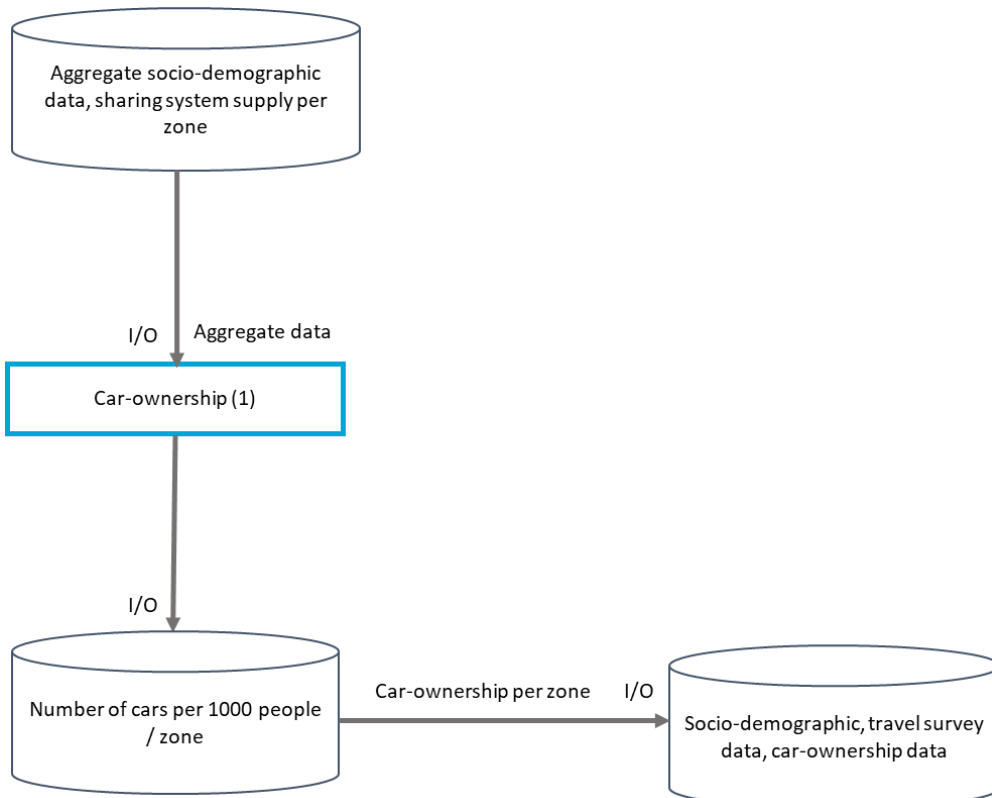 Aggregate socio-demographic
data, sharing system supply per
zone
I/O
Aggregate data
Car-ownership (1)
I/O
Number of cars per 1000 people
/ zone
Car-ownership per zone
I/O
Socio-demographic, travel survey
data, car-ownership data